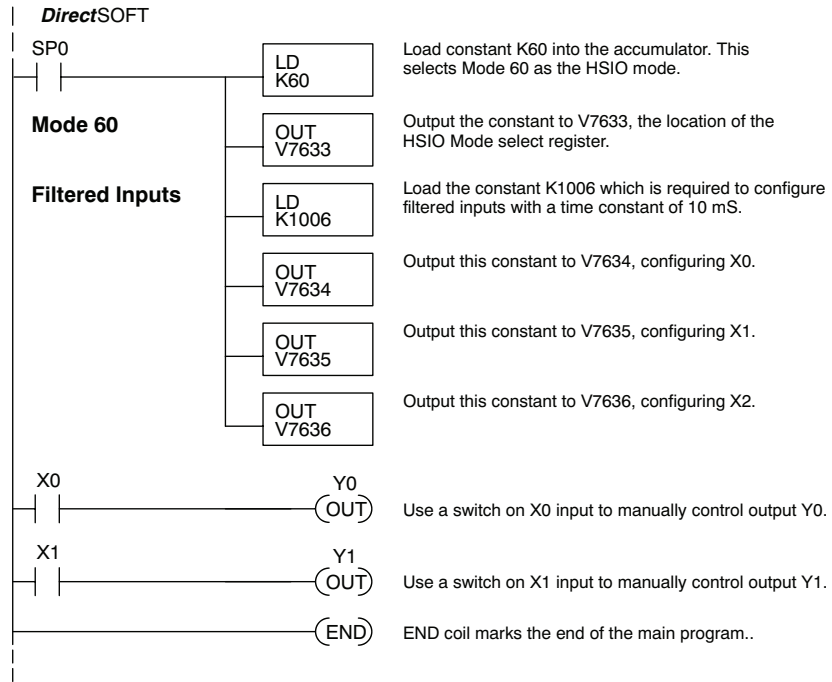 DirectSOFT
SP0
LD
K60
Load constant K60 into the accumulator. This
selects Mode 60 as the HSIO mode.
Mode 60
OUT
V7633
Output the constant to V7633, the location of the
HSIO Mode select register.
Filtered Inputs
LD
K1006
Load the constant K1006 which is required to configure
filtered inputs with a time constant of 10 mS.
OUT
V7634
Output this constant to V7634, configuring X0.
OUT
V7635
Output this constant to V7635, configuring X1.
OUT
V7636
Output this constant to V7636, configuring X2.
X0
Y0
OUT
Use a switch on X0 input to manually control output Y0.
X1
Y1
OUT
Use a switch on X1 input to manually control output Y1.
END
END coil marks the end of the main program..